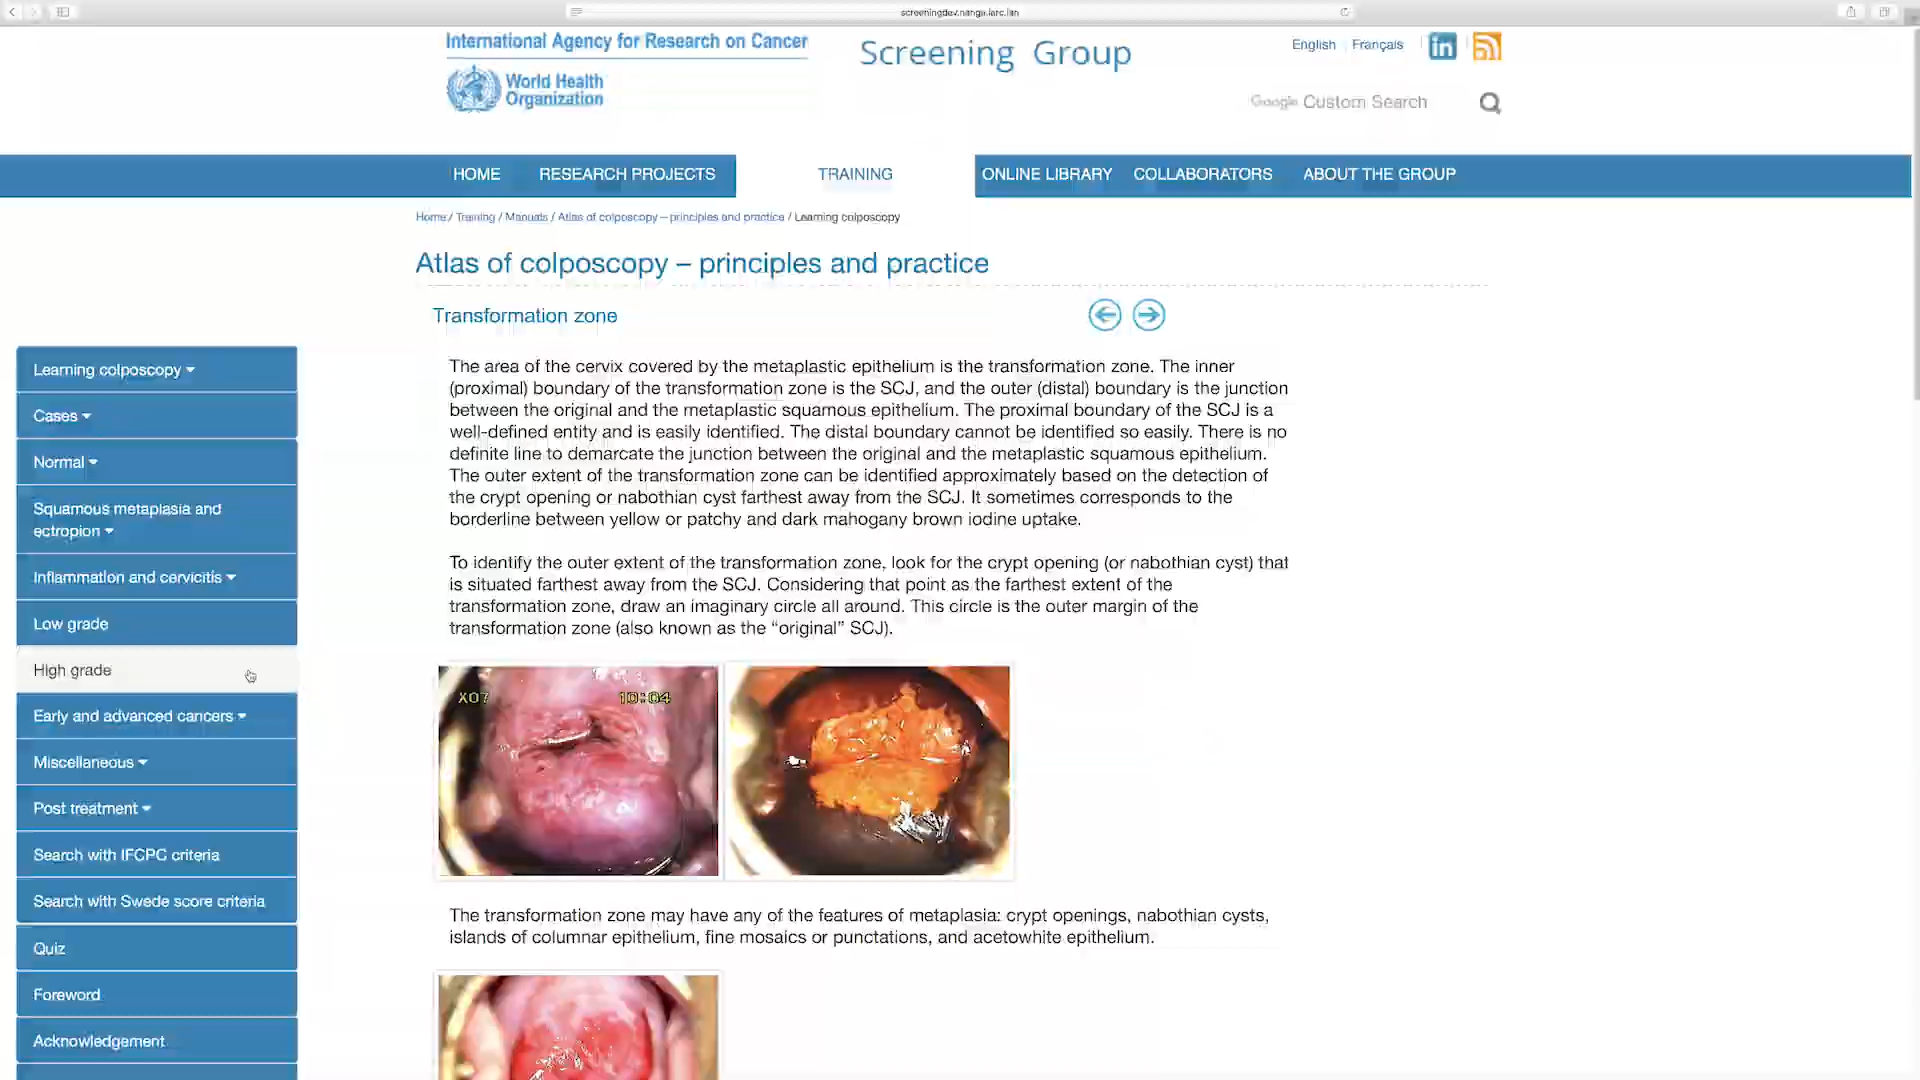 screeningdev.nanga.iarc.lan
International Agency for Research on Cancer
World Health
Organization
Screening Group
English
Français
in
Google Custom Search
HOME
RESEARCH PROJECTS
TRAINING
ONLINE LIBRARY
COLLABORATORS
ABOUT THE GROUP
Home / Training / Manuals / Atlas of colposcopy – principles and practice / Learning colposcopy
Atlas of colposcopy – principles and practice
Transformation zone
Learning colposcopy
Cases
Normal
Squamous metaplasia and
ectropion
Inflammation and cervicitis
Low grade
High grade
Early and advanced cancers
Miscellaneous
Post treatment
Search with IFCPC criteria
Search with Swede score criteria
Quiz
Foreword
Acknowledgement
The area of the cervix covered by the metaplastic epithelium is the transformation zone. The inner
(proximal) boundary of the transformation zone is the SCJ, and the outer (distal) boundary is the junction
between the original and the metaplastic squamous epithelium. The proximal boundary of the SCJ is a
well-defined entity and is easily identified. The distal boundary cannot be identified so easily. There is no
definite line to demarcate the junction between the original and the metaplastic squamous epithelium.
The outer extent of the transformation zone can be identified approximately based on the detection of
the crypt opening or nabothian cyst farthest away from the SCJ. It sometimes corresponds to the
borderline between yellow or patchy and dark mahogany brown iodine uptake.
To identify the outer extent of the transformation zone, look for the crypt opening (or nabothian cyst) that
is situated farthest away from the SCJ. Considering that point as the farthest extent of the
transformation zone, draw an imaginary circle all around. This circle is the outer margin of the
transformation zone (also known as the “original” SCJ).
X07
10:04
The transformation zone may have any of the features of metaplasia: crypt openings, nabothian cysts,
islands of columnar epithelium, fine mosaics or punctations, and acetowhite epithelium.